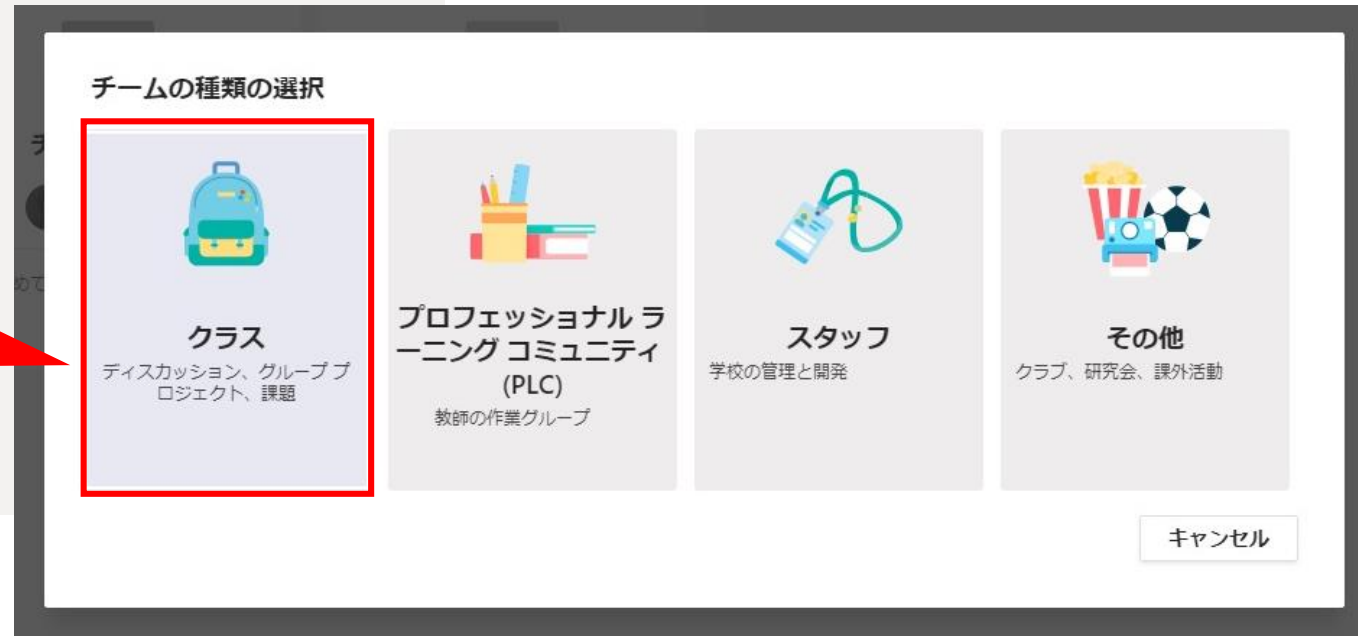 チームの種類の選択
クラス
ディスカッション、グループ プ
ロジェクト、課題
プロフェッショナル ラ
ーニング コミュニティ
(PLC)
教師の作業グループ
スタッフ
学校の管理と開発
その他
クラブ、研究会、課外活動
キャンセル